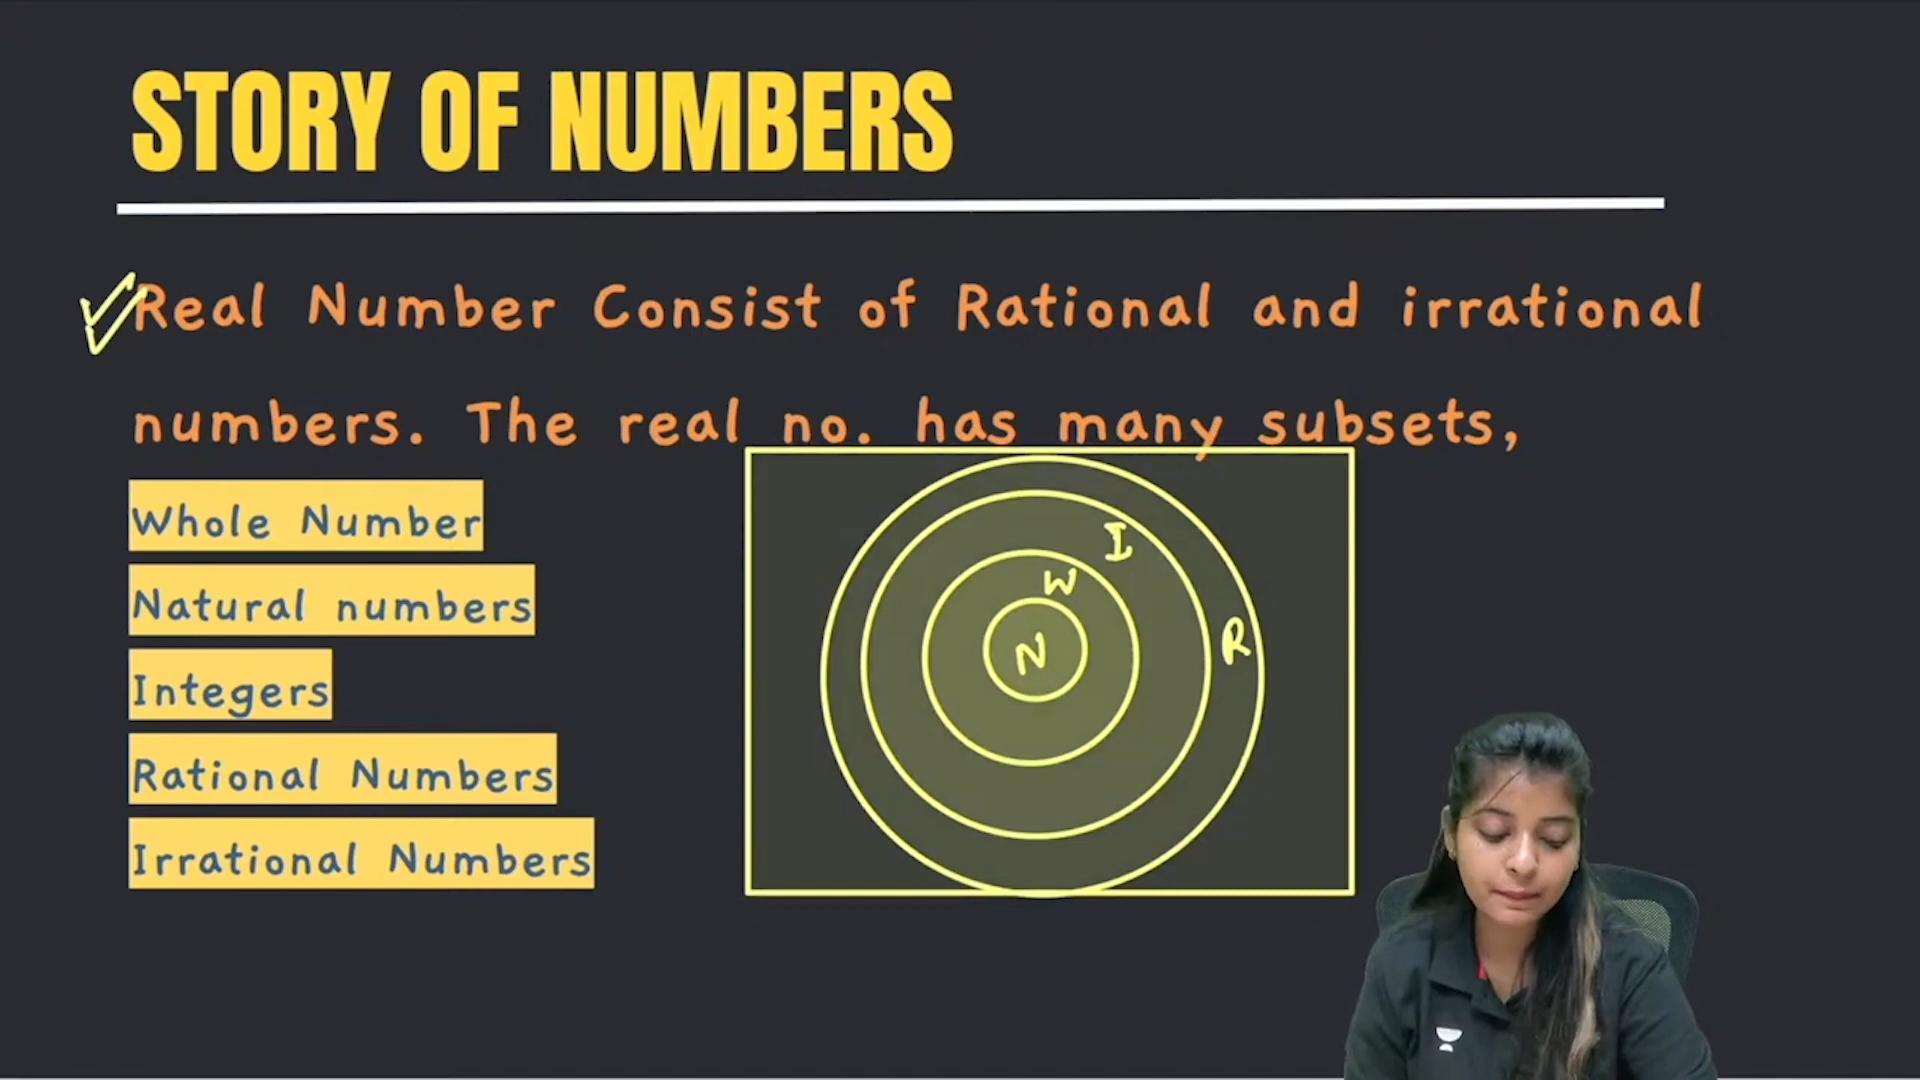 STORY OF NUMBERS
Real Number Consist of Rational and irrational
numbers. The real no. has many subsets,
Whole Number
Natural numbers
Integers
Rational Numbers
Irrational Numbers
I
W
N
R